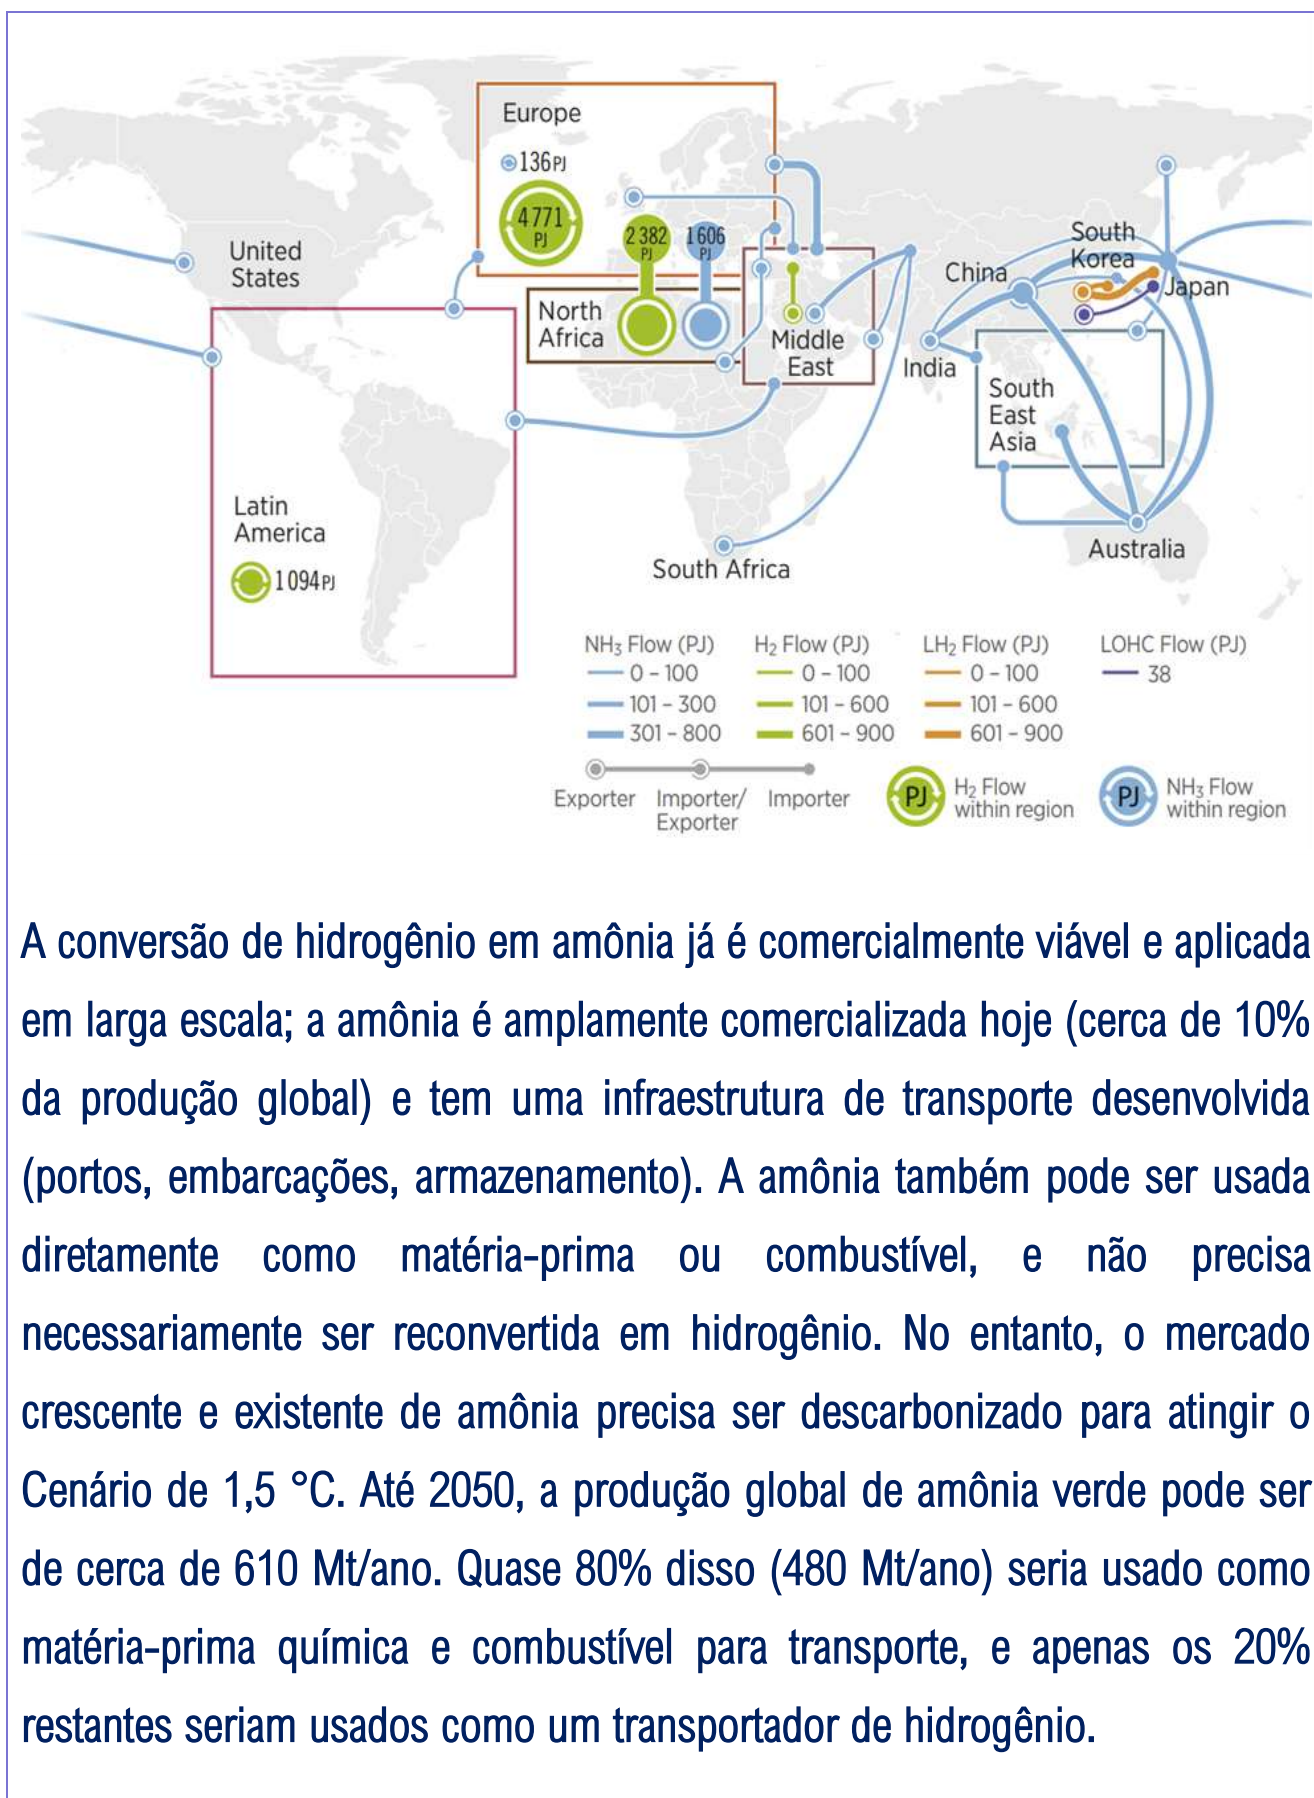 Europe
136 PJ
4 771
PJ
2 382
PJ
1 606
PJ
United
States
North
Africa
Middle
East
China
South
Korea
Japan
India
South
East
Asia
Latin
America
1 094 PJ
South Africa
Australia
NH₃ Flow (PJ)
0 – 100
101 – 300
301 – 800
H₂ Flow (PJ)
0 – 100
101 – 600
601 – 900
LH₂ Flow (PJ)
0 – 100
101 – 600
601 – 900
LOHC Flow (PJ)
38
Exporter
Importer/
Exporter
Importer
PJ
H₂ Flow
within region
PJ
NH₃ Flow
within region
A conversão de hidrogênio em amônia já é comercialmente viável e aplicada
em larga escala; a amônia é amplamente comercializada hoje (cerca de 10%
da produção global) e tem uma infraestrutura de transporte desenvolvida
(portos, embarcações, armazenamento). A amônia também pode ser usada
diretamente como matéria-prima ou combustível, e não precisa
necessariamente ser reconvertida em hidrogênio. No entanto, o mercado
crescente e existente de amônia precisa ser descarbonizado para atingir o
Cenário de 1,5 °C. Até 2050, a produção global de amônia verde pode ser
de cerca de 610 Mt/ano. Quase 80% disso (480 Mt/ano) seria usado como
matéria-prima química e combustível para transporte, e apenas os 20%
restantes seriam usados como um transportador de hidrogênio.